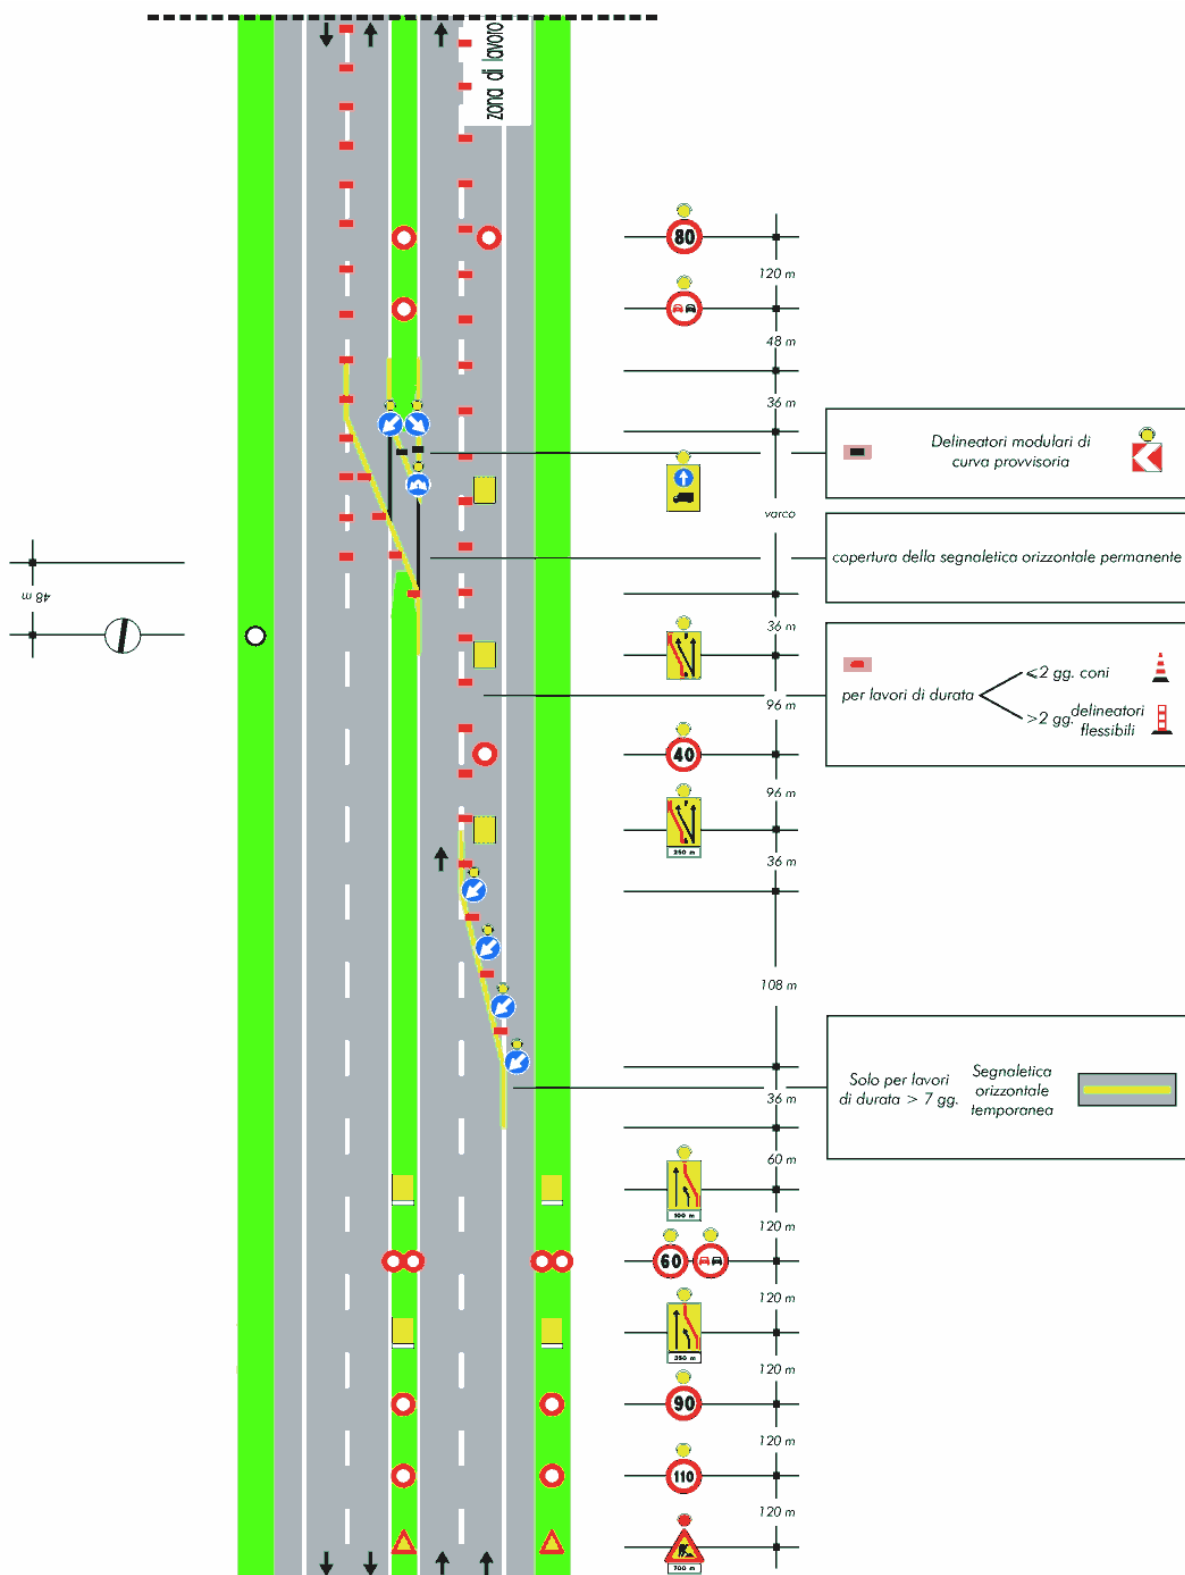 zona di lavoro
80
120 m
48 m
36 m
Delineatori modulari di
curva provvisoria
varco
copertura della segnaletica orizzontale permanente
48 m
36 m
≤2 gg. coni
per lavori di durata
>2 gg. delineatori
flessibili
96 m
40
96 m
350 m
36 m
108 m
Solo per lavori
di durata > 7 gg.
Segnaletica
orizzontale
temporanea
36 m
60 m
100 m
120 m
60
120 m
350 m
120 m
90
120 m
110
120 m
700 m